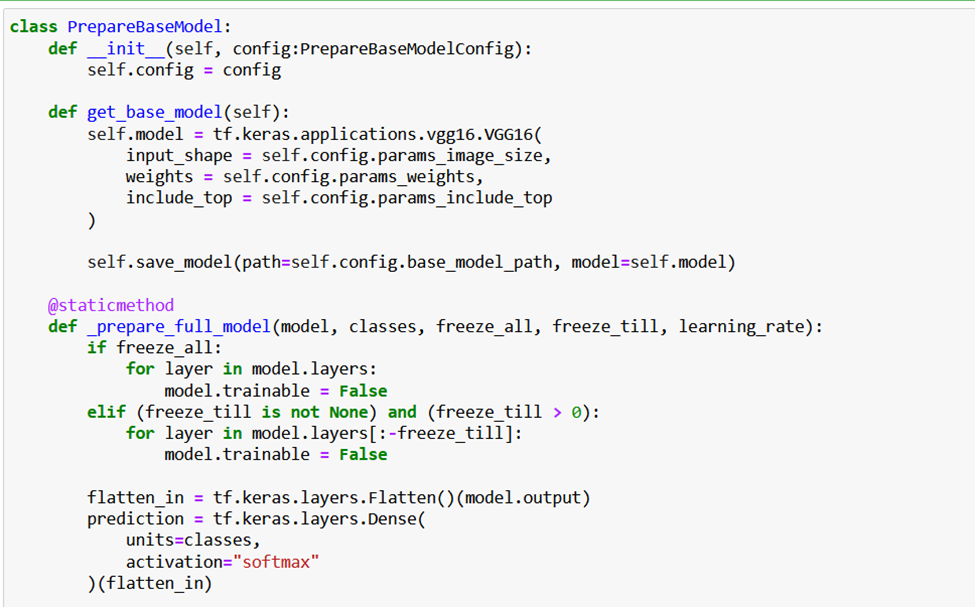 class PrepareBaseModel:
    def __init__(self, config:PrepareBaseModelConfig):
        self.config = config

    def get_base_model(self):
        self.model = tf.keras.applications.vgg16.VGG16(
            input_shape = self.config.params_image_size,
            weights = self.config.params_weights,
            include_top = self.config.params_include_top
        )

        self.save_model(path=self.config.base_model_path, model=self.model)

    @staticmethod
    def _prepare_full_model(model, classes, freeze_all, freeze_till, learning_rate):
        if freeze_all:
            for layer in model.layers:
                model.trainable = False
        elif (freeze_till is not None) and (freeze_till > 0):
            for layer in model.layers[:-freeze_till]:
                model.trainable = False

        flatten_in = tf.keras.layers.Flatten()(model.output)
        prediction = tf.keras.layers.Dense(
            units=classes,
            activation="softmax"
        )(flatten_in)